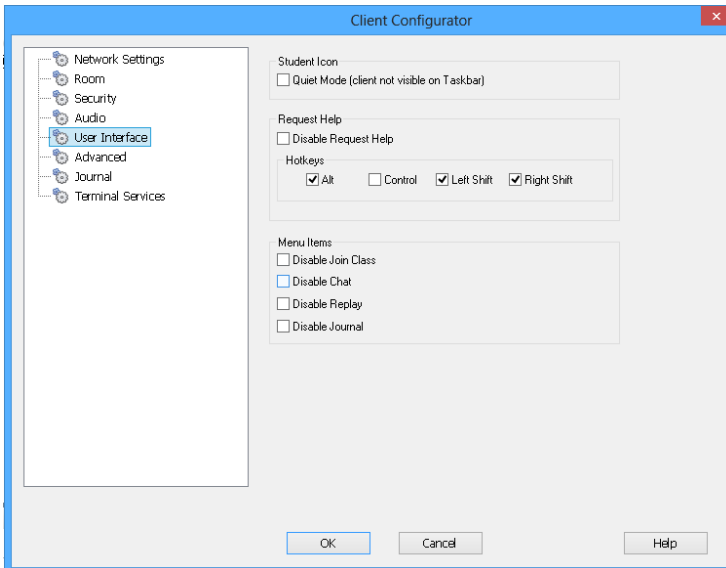 Client Configurator
Network Settings
Room
Security
Audio
User Interface
Advanced
Journal
Terminal Services
Student Icon
Quiet Mode (client not visible on Taskbar)
Request Help
Disable Request Help
Hotkeys
Alt Control Left Shift Right Shift
Menu Items
Disable Join Class
Disable Chat
Disable Replay
Disable Journal
OK Cancel Help